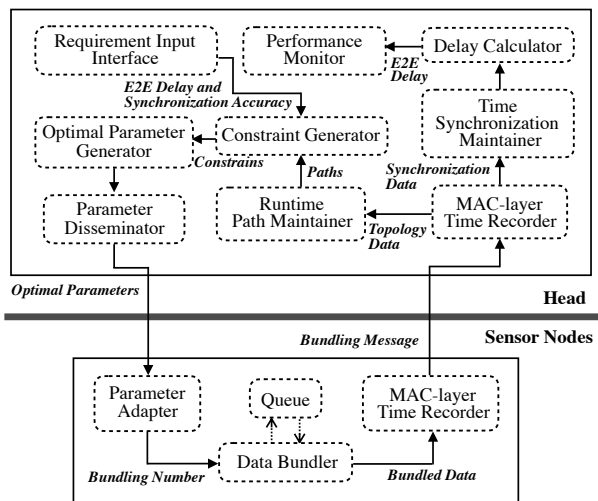 Requirement Input
Interface
Performance
Monitor
Delay Calculator
E2E
Delay
E2E Delay and
Synchronization Accuracy
Optimal Parameter
Generator
Constraint Generator
Time
Synchronization
Maintainer
Constrains
Paths
Synchronization
Data
Parameter
Disseminator
Runtime
Path Maintainer
MAC-layer
Time Recorder
Topology
Data
Optimal Parameters
Head
Bundling Message
Sensor Nodes
Parameter
Adapter
Queue
MAC-layer
Time Recorder
Data Bundler
Bundling Number
Bundled Data